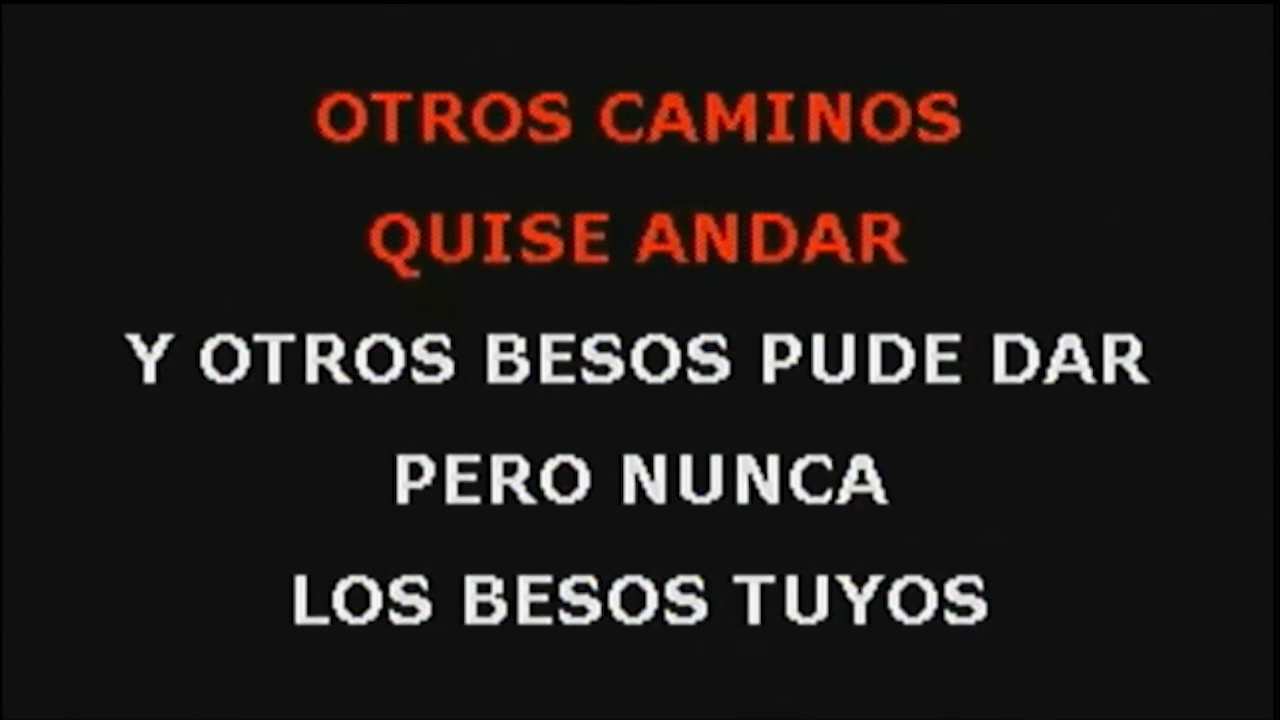 OTROS CAMINOS
QUISE ANDAR
Y OTROS BESOS PUDE DAR
PERO NUNCA
LOS BESOS TUYOS